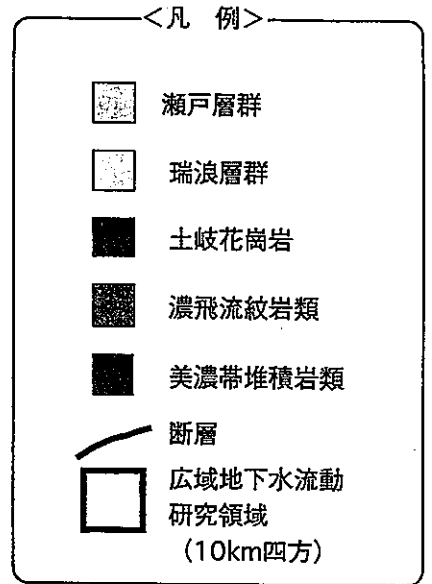 <凡 例>
瀬戸層群
瑞浪層群
土岐花崗岩
濃飛流紋岩類
美濃帯堆積岩類
断層
広域地下水流動
研究領域
(10km四方)